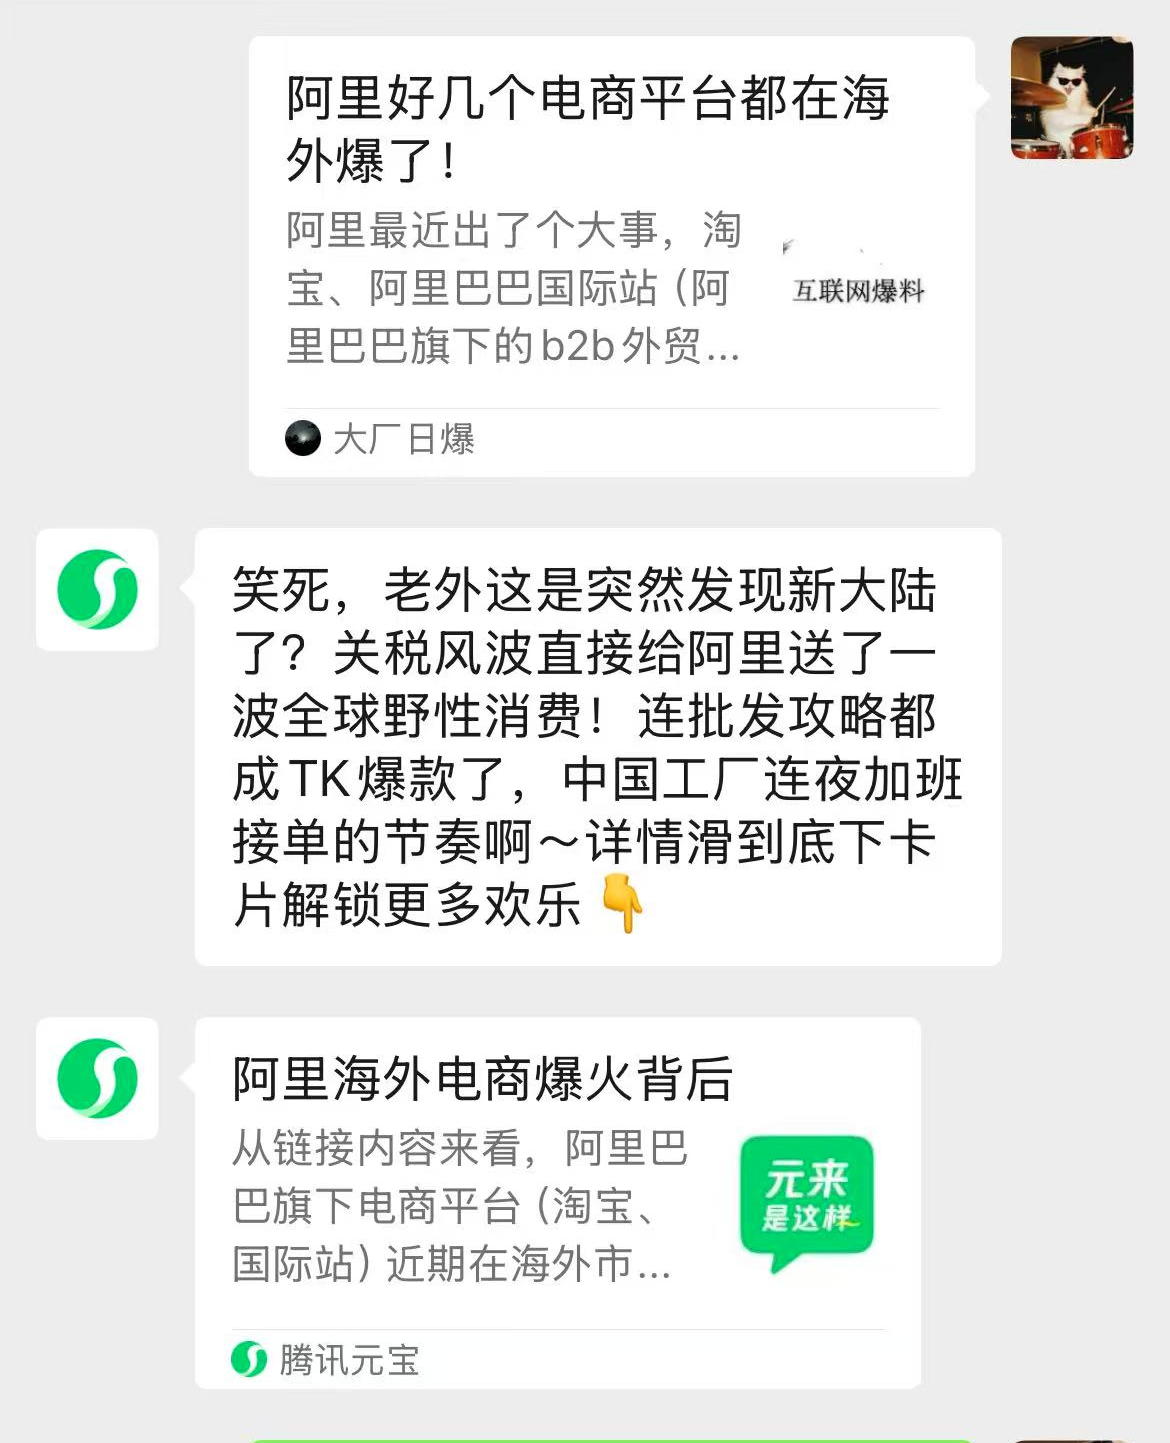 阿里好几个电商平台都在海
外爆了！
阿里最近出了个大事，淘
宝、阿里巴巴国际站（阿
里巴巴旗下的b2b外贸...
互联网爆料
大厂日爆
笑死，老外这是突然发现新大陆
了？关税风波直接给阿里送了一
波全球野性消费！连批发攻略都
成TK爆款了，中国工厂连夜加班
接单的节奏啊～详情滑到底下卡
片解锁更多欢乐👇
阿里海外电商爆火背后
从链接内容来看，阿里巴
巴旗下电商平台（淘宝、
国际站）近期在海外市...
元来
是这样
腾讯元宝